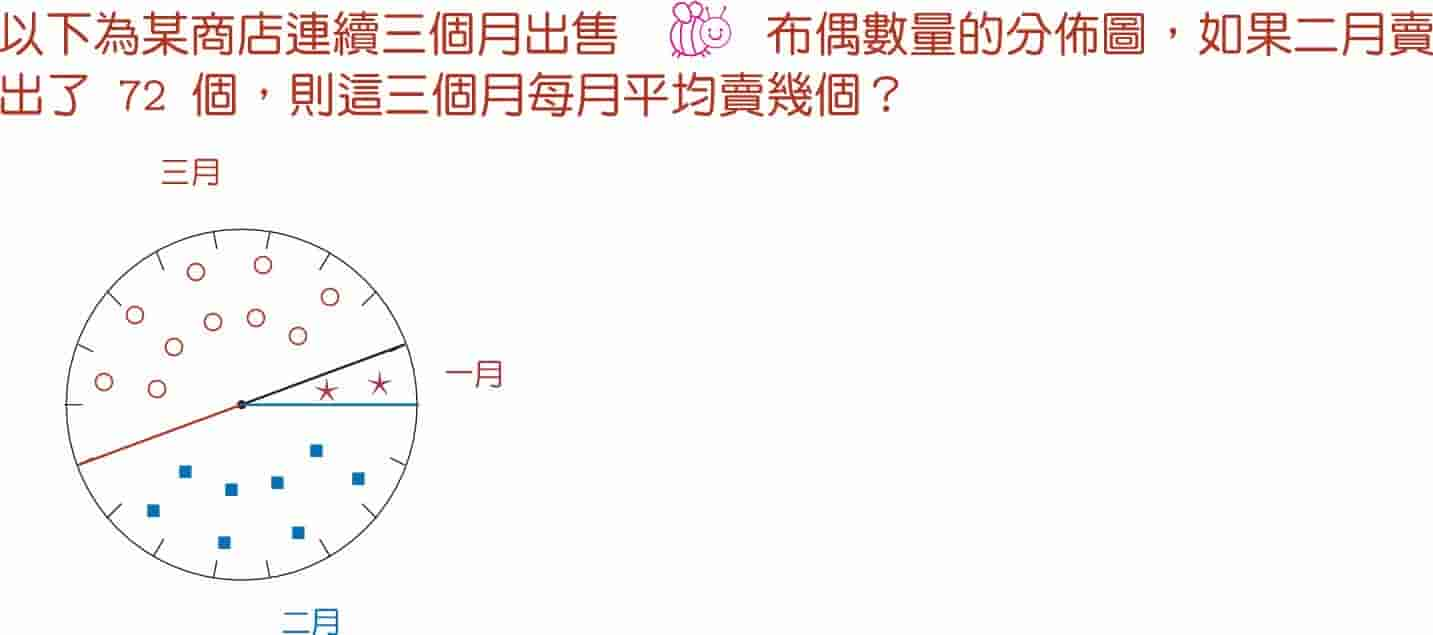 以下為某商店連續三個月出售 布偶數量的分佈圖，如果二月賣
出了 72 個，則這三個月每月平均賣幾個？
三月
一月
二月